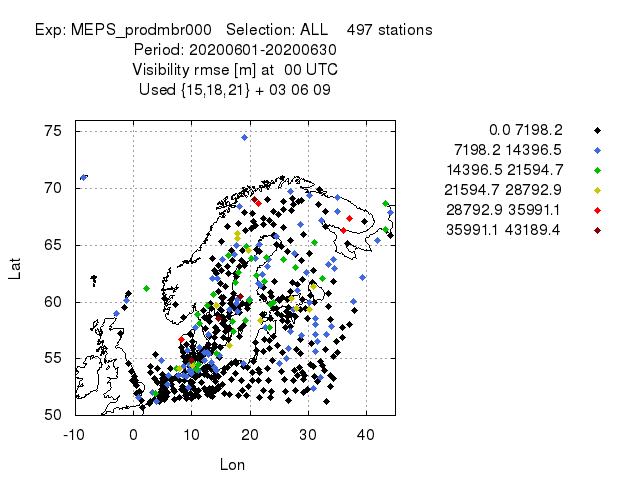 Exp: MEPS_prodmbr000 Selection: ALL 497 stations
Period: 20200601-20200630
Visibility rmse [m] at 00 UTC
Used {15,18,21} + 03 06 09
0.0 7198.2
7198.2 14396.5
14396.5 21594.7
21594.7 28792.9
28792.9 35991.1
35991.1 43189.4
75
70
65
60
55
50
Lat
-10 0 10 20 30 40
Lon